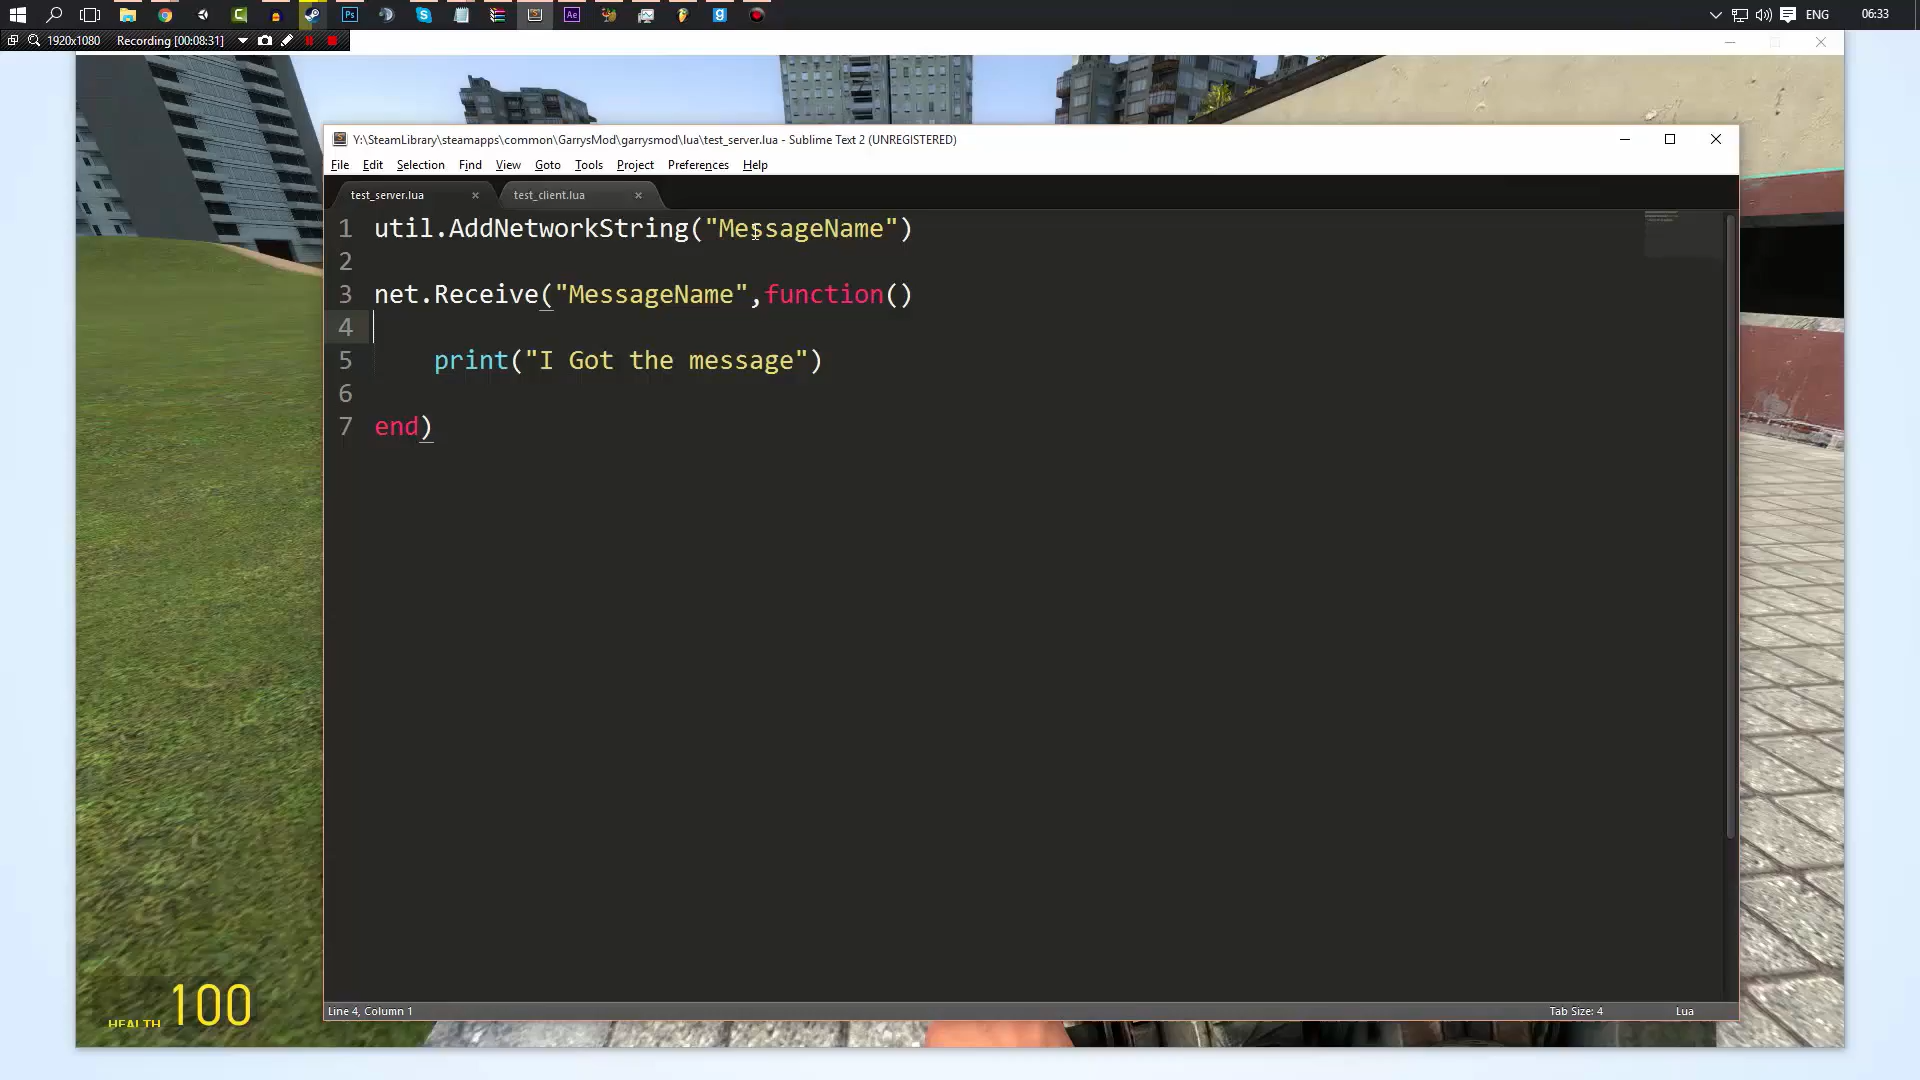 Ps
Ae
ENG
06:33
1920x1080 Recording [00:08:31]
Y:\SteamLibrary\steamapps\common\GarrysMod\garrysmod\lua\test_server.lua - Sublime Text 2 (UNREGISTERED)
File Edit Selection Find View Goto Tools Project Preferences Help
test_server.lua
test_client.lua
1 util.AddNetworkString("MessageName")
2
3 net.Receive("MessageName",function()
4
5 print("I Got the message")
6
7 end)
HEALTH 100
Line 4, Column 1
Tab Size: 4
Lua